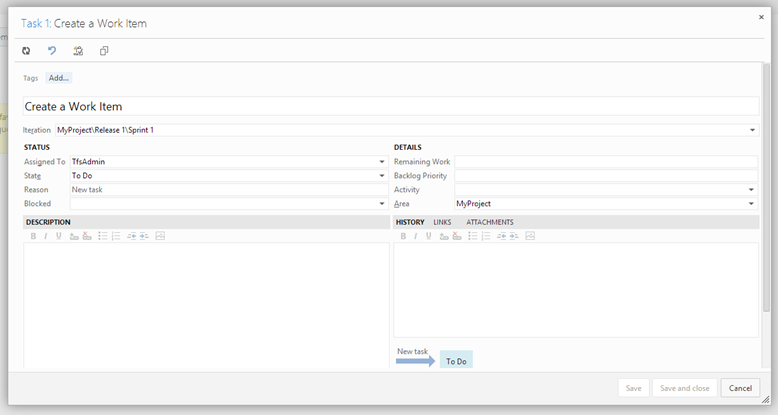 Task 1: Create a Work Item
Tags Add...
Create a Work Item
Iteration MyProject\Release 1\Sprint 1
STATUS
Assigned To TfsAdmin
State To Do
Reason New task
Blocked
DETAILS
Remaining Work
Backlog Priority
Activity
Area MyProject
DESCRIPTION
B I U
HISTORY LINKS ATTACHMENTS
B I U
New task
To Do
Save Save and close Cancel